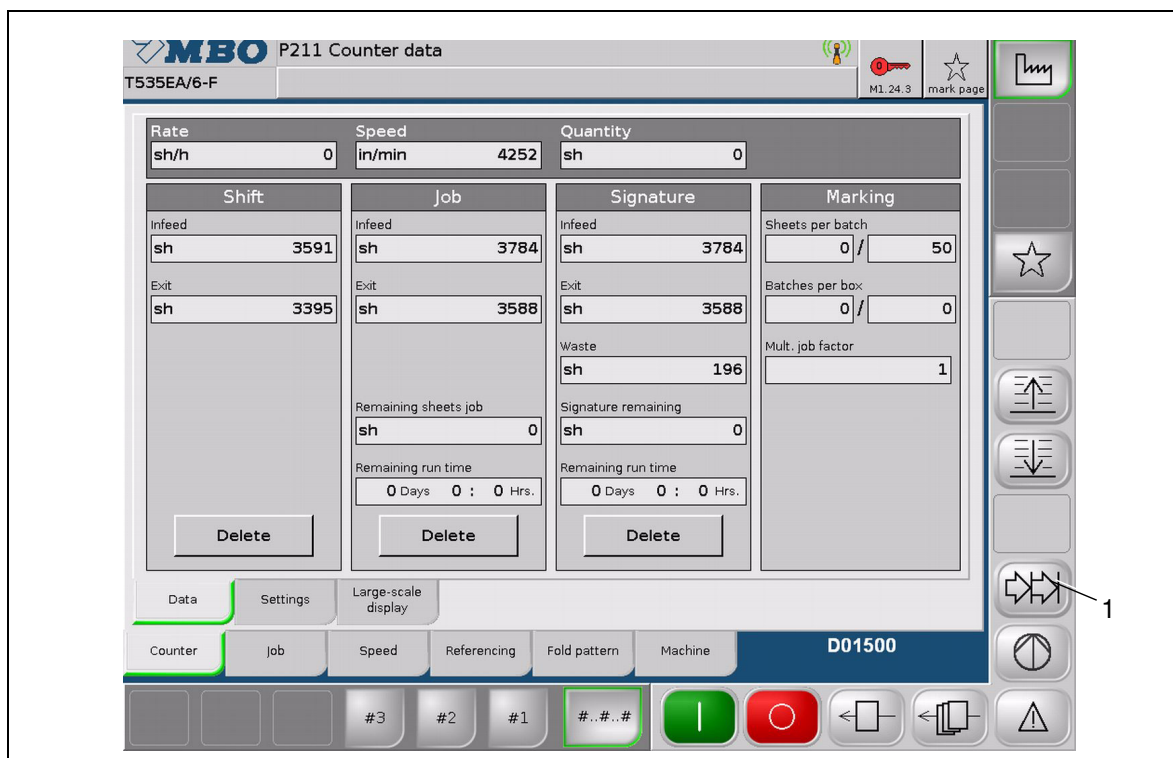 MBO P211 Counter data
T535EA/6-F
0
M1.24.3
mark page
Rate Speed Quantity
sh/h 0 in/min 4252 sh 0
Shift Job Signature Marking
Infeed Infeed Infeed Sheets per batch
sh 3591 sh 3784 sh 3784 0 / 50
Exit Exit Exit Batches per box
sh 3395 sh 3588 sh 3588 0 / 0
Waste Mult. job factor
sh 196 1
Remaining sheets job Signature remaining
sh 0 sh 0
Remaining run time Remaining run time
0 Days 0 : 0 Hrs. 0 Days 0 : 0 Hrs.
Delete Delete Delete
Data Settings Large-scale
display
1
Counter Job Speed Referencing Fold pattern Machine D01500
#3 #2 #1 #..#..#